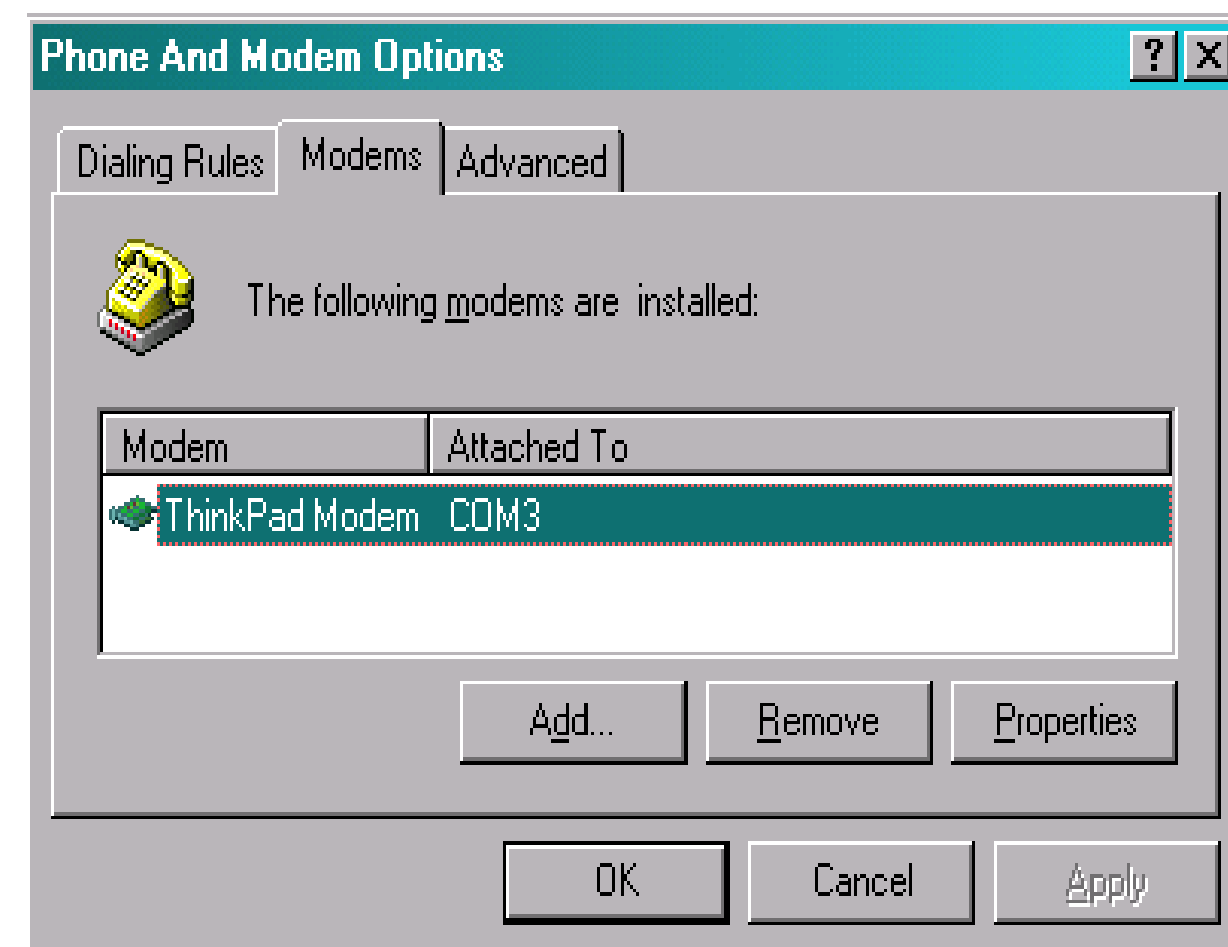 Phone And Modem Options ? X
Dialing Rules Modems Advanced
The following modems are installed:
Modem Attached To
ThinkPad Modem COM3
Add... Remove Properties
OK Cancel Apply